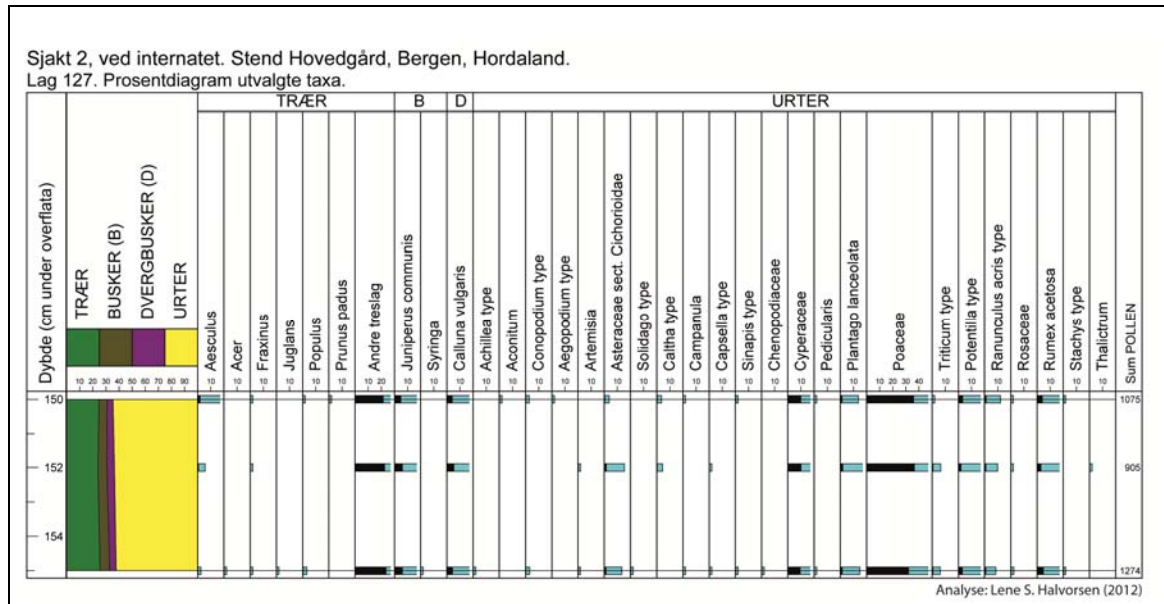 Sjakt 2, ved internatet. Stend Hovedgård, Bergen, Hordaland.
Lag 127. Prosentdiagram utvalgte taxa.
TRÆR B D URTER
Dybde (cm under overflata)
TRÆR
BUSKER (B)
DVERGBUSKER (D)
URTER
Aesculus
Acer
Fraxinus
Juglans
Populus
Prunus padus
Andre treslag
Juniperus communis
Syringa
Calluna vulgaris
Achillea type
Aconitum
Conopodium type
Aegopodium type
Artemisia
Asteraceae sect. Cichorioidae
Solidago type
Caltha type
Campanula
Capsella type
Sinapis type
Chenopodiaceae
Cyperaceae
Pedicularis
Plantago lanceolata
Poaceae
Triticum type
Potentilla type
Ranunculus acris type
Rosaceae
Rumex acetosa
Stachys type
Thalictrum
Sum POLLEN
10 20 30 40 50 60 70 80 90 10 10 10 10 10 10 10 20 10 10 10 10 10 10 10 10 10 10 10 10 10 10 10 10 10 10 10 20 30 40 10 10 10 10 10 10 10
150 1075
152 905
154
1274
Analyse: Lene S. Halvorsen (2012)